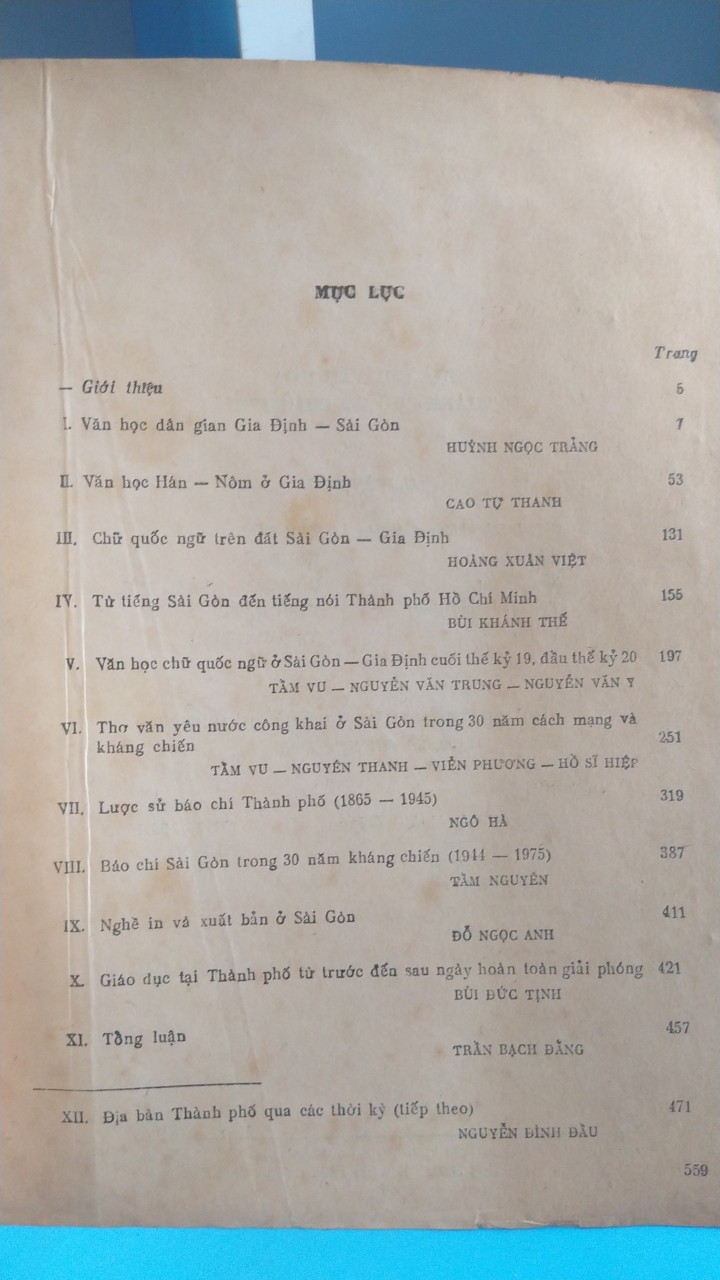 MỤC LỤC
Trang
— Giới thiệu 5
I. Văn học dân gian Gia Định — Sài Gòn 7
HUỲNH NGỌC TRẢNG
II. Văn học Hán — Nôm ở Gia Định 53
CAO TỰ THANH
III. Chữ quốc ngữ trên đất Sài Gòn — Gia Định 131
HOÀNG XUÂN VIỆT
IV. Từ tiếng Sài Gòn đến tiếng nói Thành phố Hồ Chí Minh 155
BÙI KHÁNH THẾ
V. Văn học chữ quốc ngữ ở Sài Gòn — Gia Định cuối thế kỷ 19, đầu thế kỷ 20 197
TẦM VU — NGUYỄN VĂN TRUNG — NGUYỄN VĂN Y
VI. Thơ văn yêu nước công khai ở Sài Gòn trong 30 năm cách mạng và
kháng chiến 251
TẦM VU — NGUYÊN THANH — VIỄN PHƯƠNG — HỒ SĨ HIỆP
VII. Lược sử báo chí Thành phố (1865 — 1945) 319
NGÔ HÀ
VIII. Báo chí Sài Gòn trong 30 năm kháng chiến (1944 — 1975) 387
TẦM NGUYÊN
IX. Nghề in và xuất bản ở Sài Gòn 411
ĐỖ NGỌC ANH
X. Giáo dục tại Thành phố từ trước đến sau ngày hoàn toàn giải phóng 421
BÙI ĐỨC TỊNH
XI. Tổng luận 457
TRẦN BẠCH ĐẰNG
XII. Địa bàn Thành phố qua các thời kỳ (tiếp theo) 471
NGUYỄN ĐÌNH ĐẦU
559